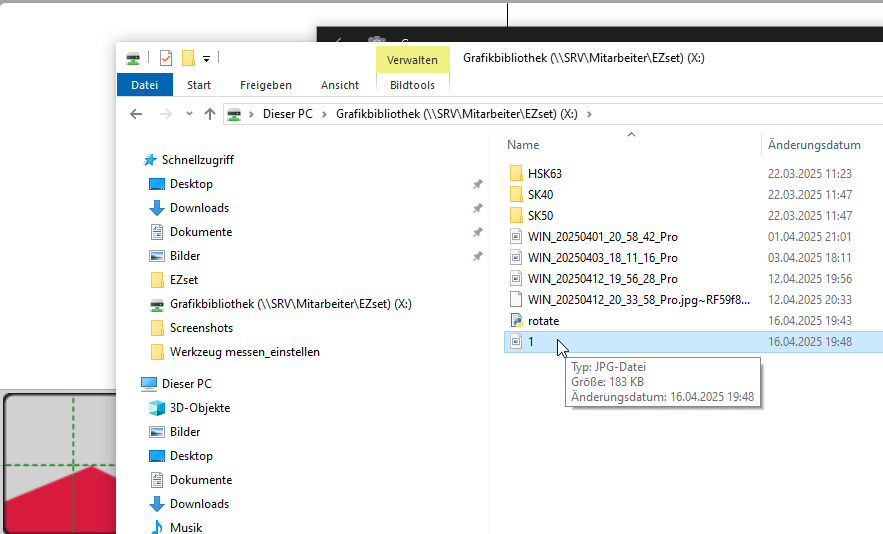 Verwalten
Grafikbibliothek (\\SRV\Mitarbeiter\EZset) (X:)
Datei Start Freigeben Ansicht Bildtools
Dieser PC Grafikbibliothek (\\SRV\Mitarbeiter\EZset) (X:)
Name Änderungsdatum
Schnellzugriff
Desktop
Downloads
Dokumente
Bilder
EZset
Grafikbibliothek (\\SRV\Mitarbeiter\EZset) (X:)
Screenshots
Werkzeug messen_einstellen
Dieser PC
3D-Objekte
Bilder
Desktop
Dokumente
Downloads
Musik
HSK63 22.03.2025 11:23
SK40 22.03.2025 11:47
SK50 22.03.2025 11:47
WIN_20250401_20_58_42_Pro 01.04.2025 21:01
WIN_20250403_18_11_16_Pro 03.04.2025 18:11
WIN_20250412_19_56_28_Pro 12.04.2025 19:56
WIN_20250412_20_33_58_Pro.jpg~RF59f8... 12.04.2025 20:33
rotate 16.04.2025 19:43
1 16.04.2025 19:48
Typ: JPG-Datei
Größe: 183 KB
Änderungsdatum: 16.04.2025 19:48